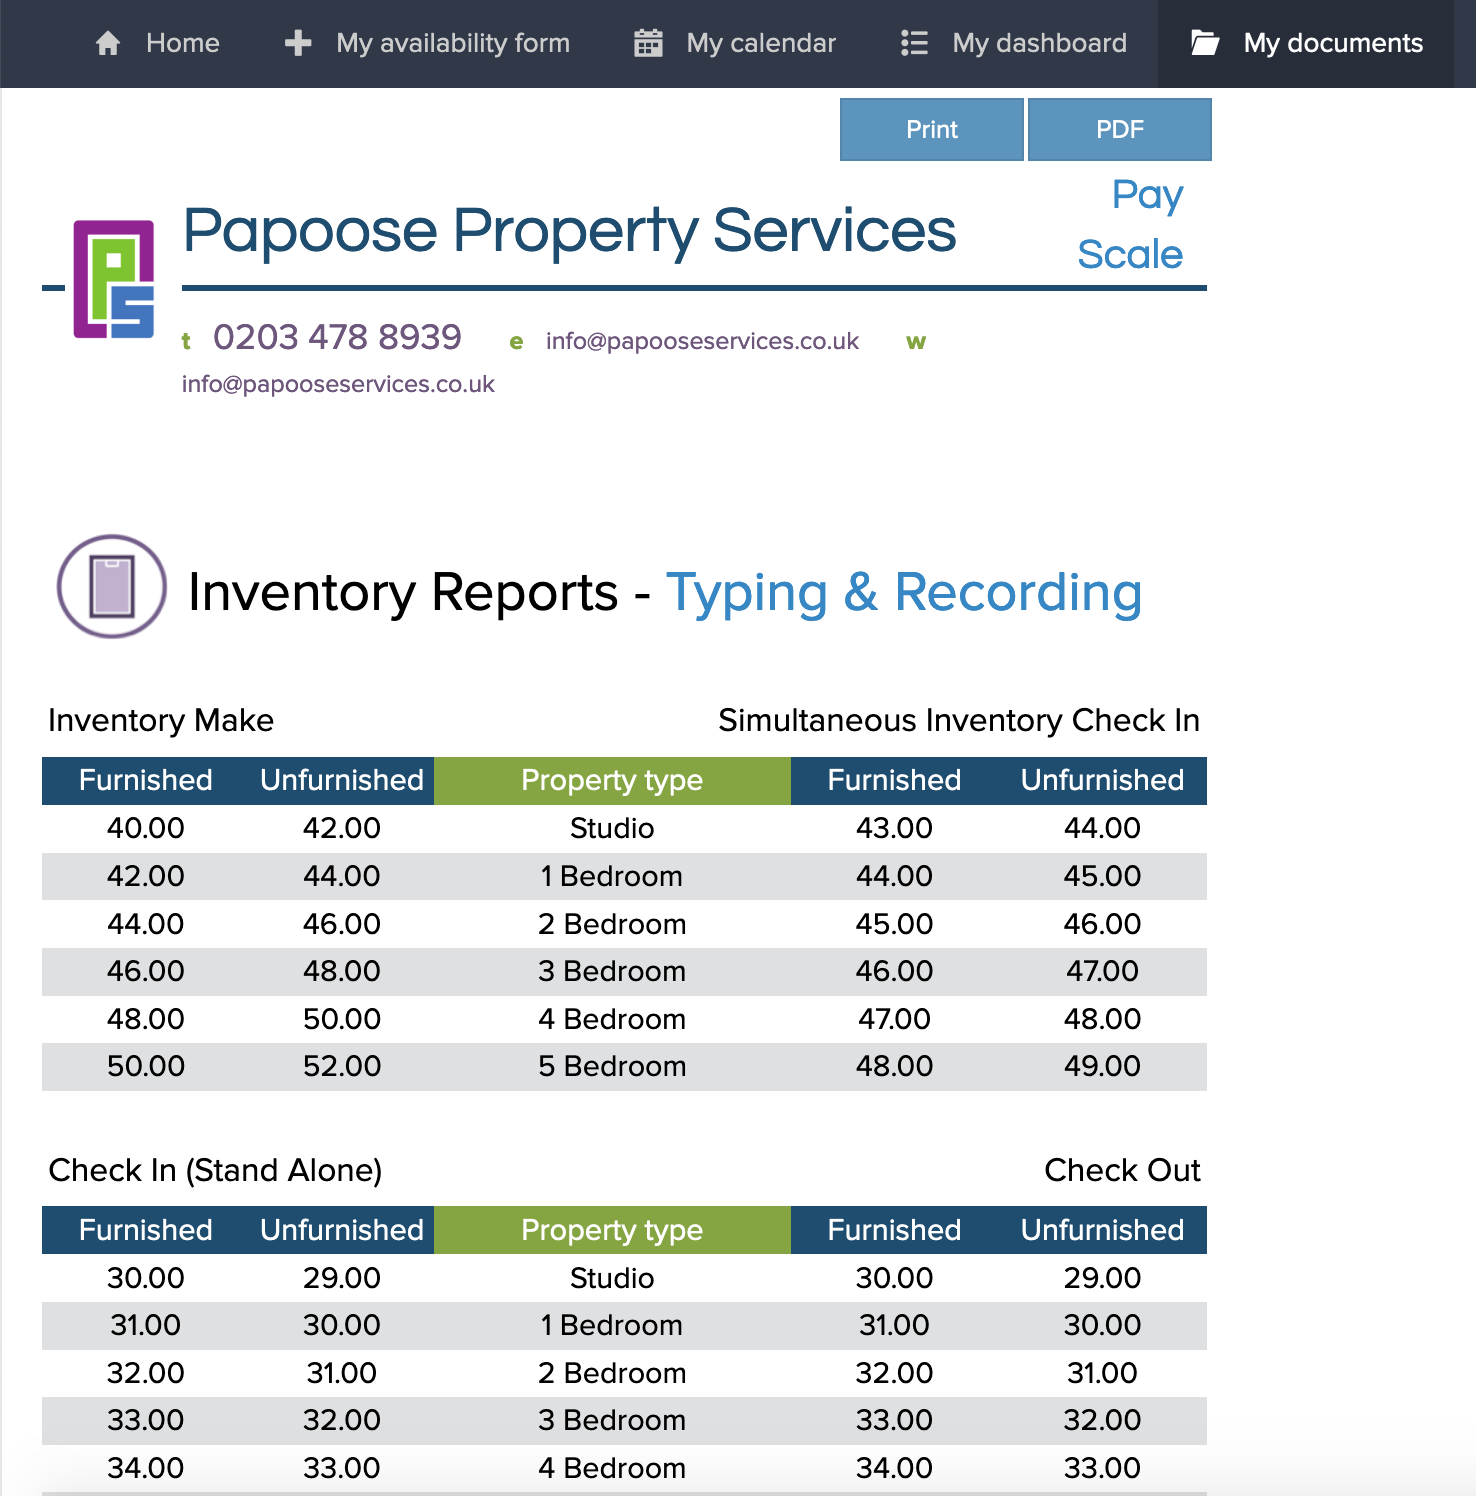 Home My availability form My calendar My dashboard My documents
Print PDF
Pay
Scale
PPS
Papoose Property Services
t 0203 478 8939 e info@papooseservices.co.uk w
info@papooseservices.co.uk
Inventory Reports - Typing & Recording
Inventory Make Simultaneous Inventory Check In
Furnished Unfurnished Property type Furnished Unfurnished
40.00 42.00 Studio 43.00 44.00
42.00 44.00 1 Bedroom 44.00 45.00
44.00 46.00 2 Bedroom 45.00 46.00
46.00 48.00 3 Bedroom 46.00 47.00
48.00 50.00 4 Bedroom 47.00 48.00
50.00 52.00 5 Bedroom 48.00 49.00
Check In (Stand Alone) Check Out
Furnished Unfurnished Property type Furnished Unfurnished
30.00 29.00 Studio 30.00 29.00
31.00 30.00 1 Bedroom 31.00 30.00
32.00 31.00 2 Bedroom 32.00 31.00
33.00 32.00 3 Bedroom 33.00 32.00
34.00 33.00 4 Bedroom 34.00 33.00